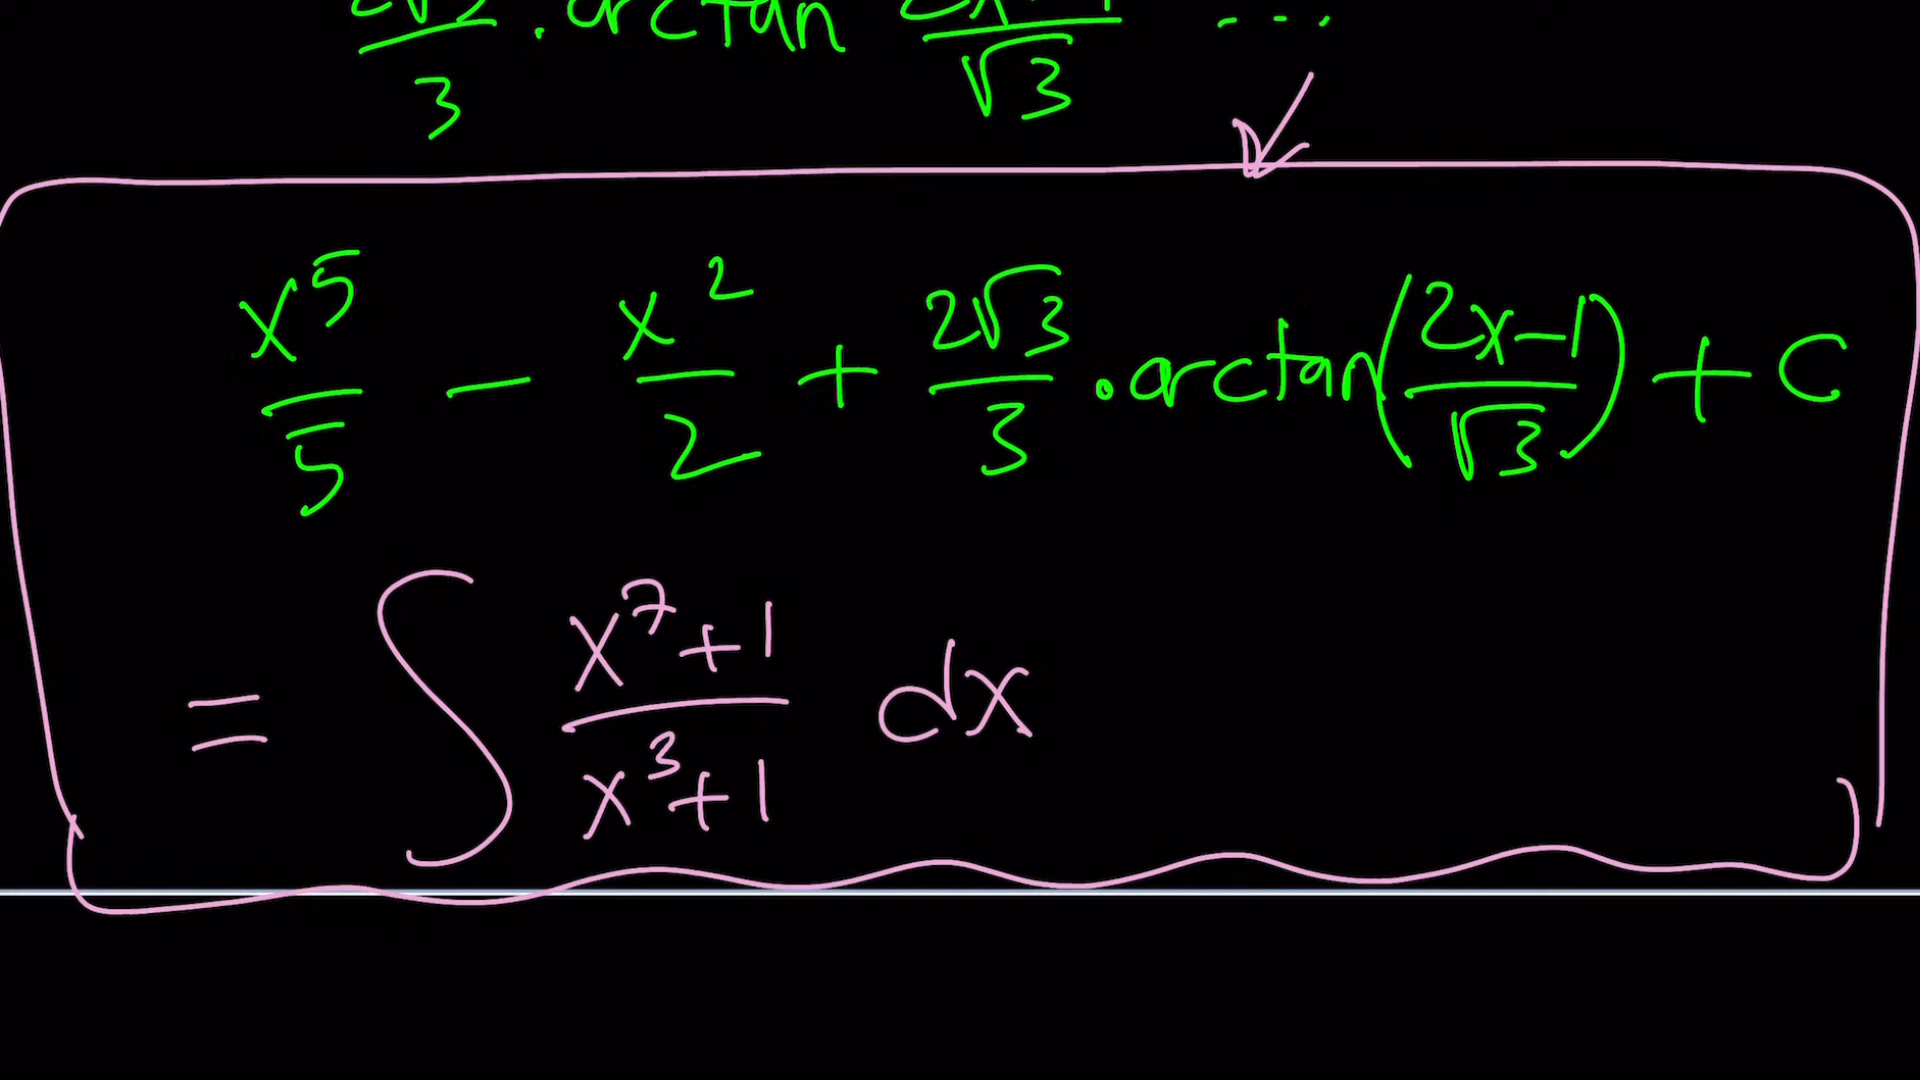 3 · arctan √3 ...
x⁵/5 − x²/2 + 2√3/3 · arctan((2x−1)/√3) + C
= ∫ (x⁷+1)/(x³+1) dx